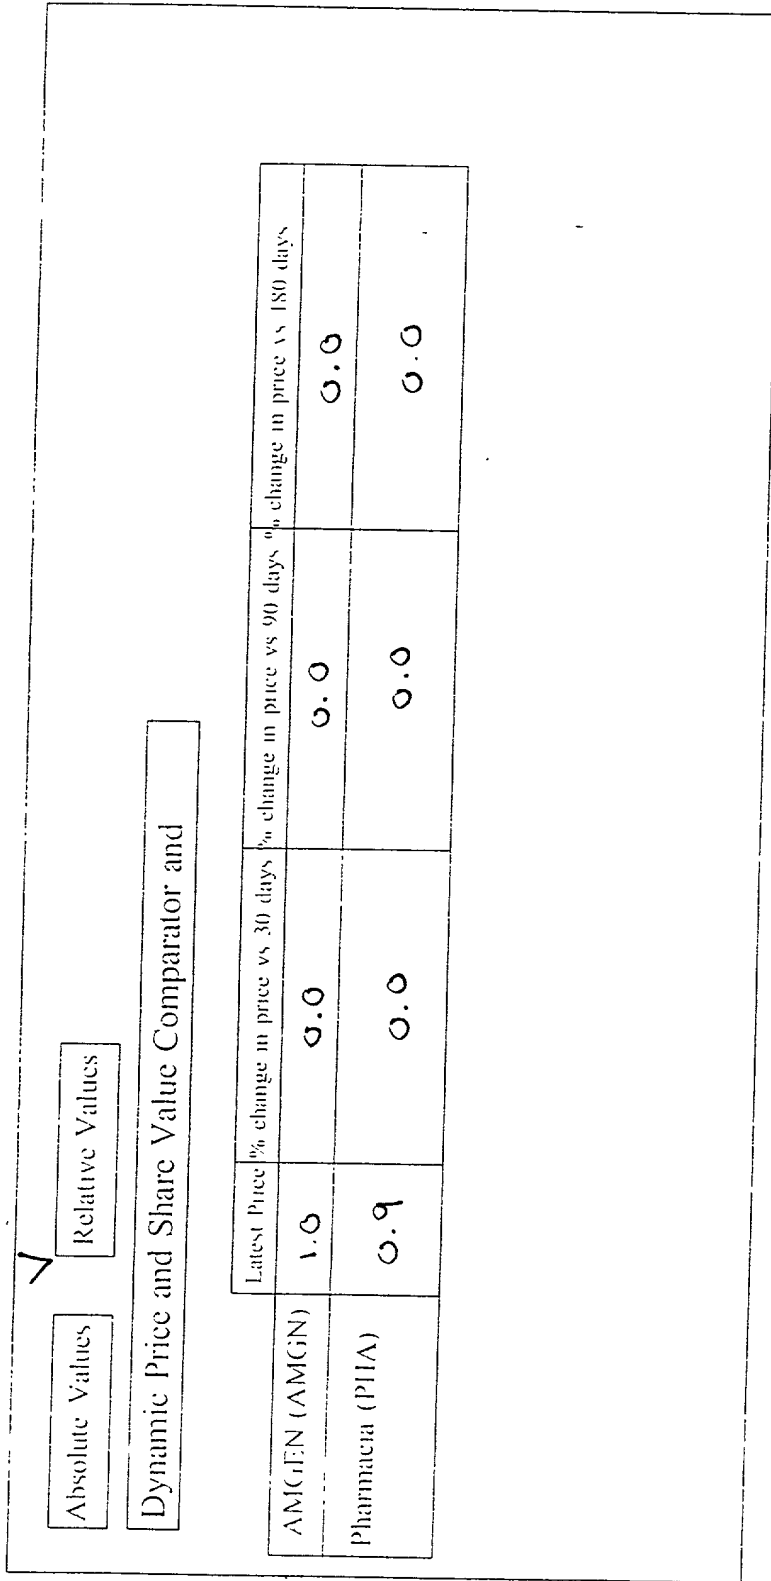 Absolute Values Relative Values
Dynamic Price and Share Value Comparator and
Latest Price % change in price vs 30 days % change in price vs 90 days % change in price vs 180 days
AMGEN (AMGN) 1.0 0.0 0.0 0.0
Pharmacia (PHA) 0.9 0.0 0.0 0.0